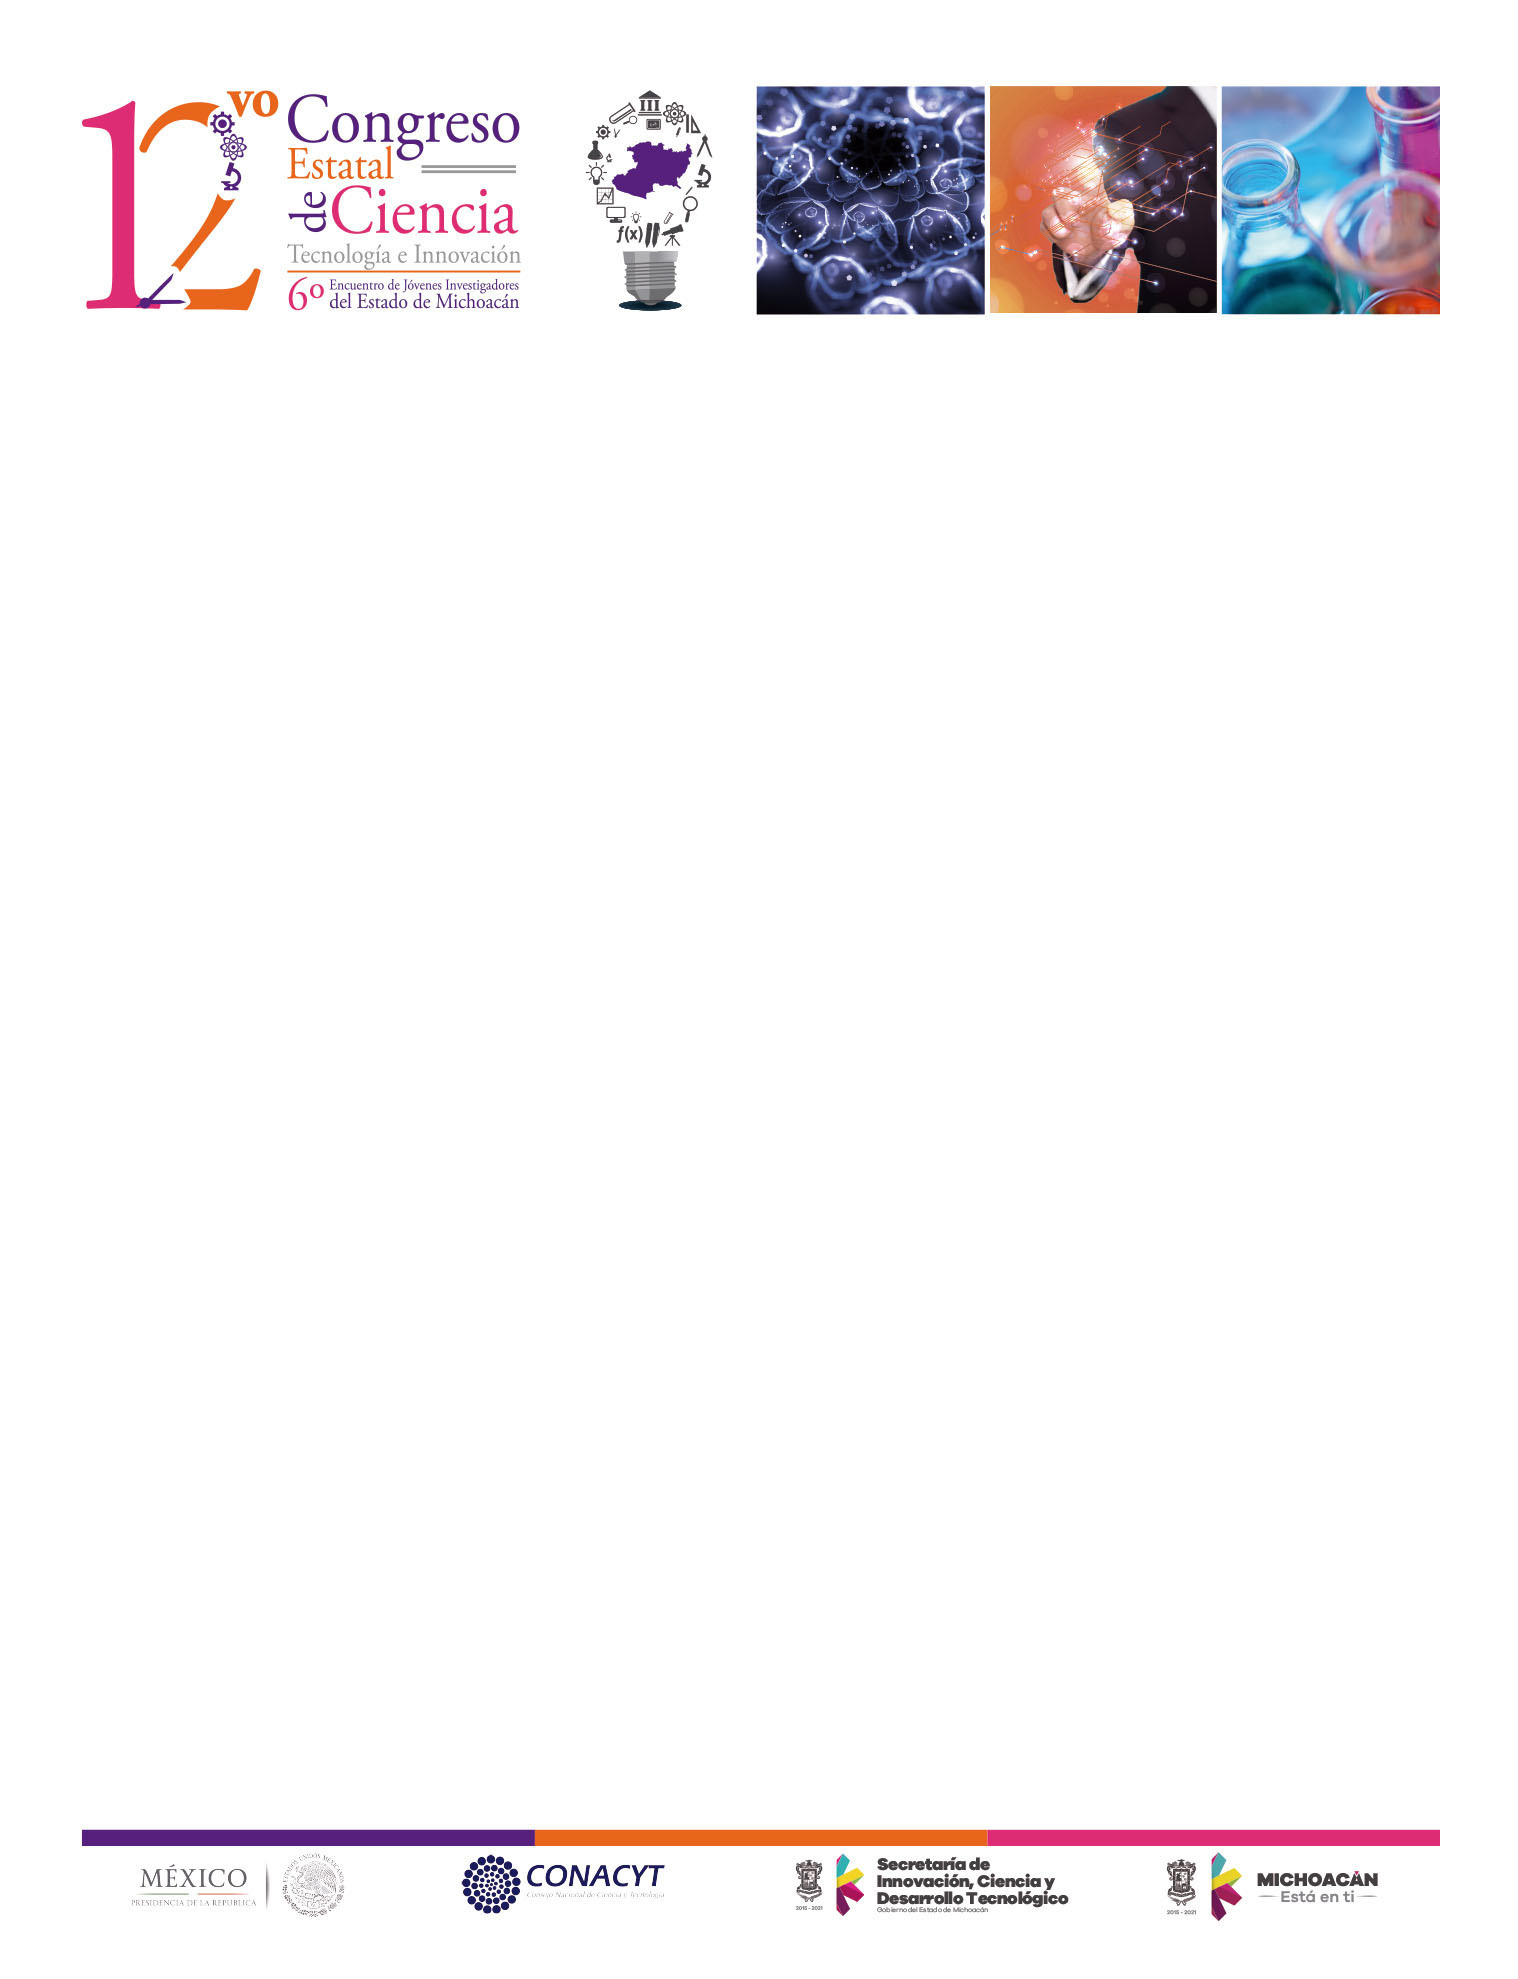 12vo
Congreso
Estatal
de Ciencia
Tecnología e Innovación
6º Encuentro de Jóvenes Investigadores
del Estado de Michoacán
f(x)
MÉXICO
PRESIDENCIA DE LA REPÚBLICA
ESTADOS UNIDOS MEXICANOS
CONACYT
Consejo Nacional de Ciencia y Tecnología
2015 - 2021
Secretaría de
Innovación, Ciencia y
Desarrollo Tecnológico
Gobierno del Estado de Michoacán
2015 - 2021
MICHOACÁN
Está en ti